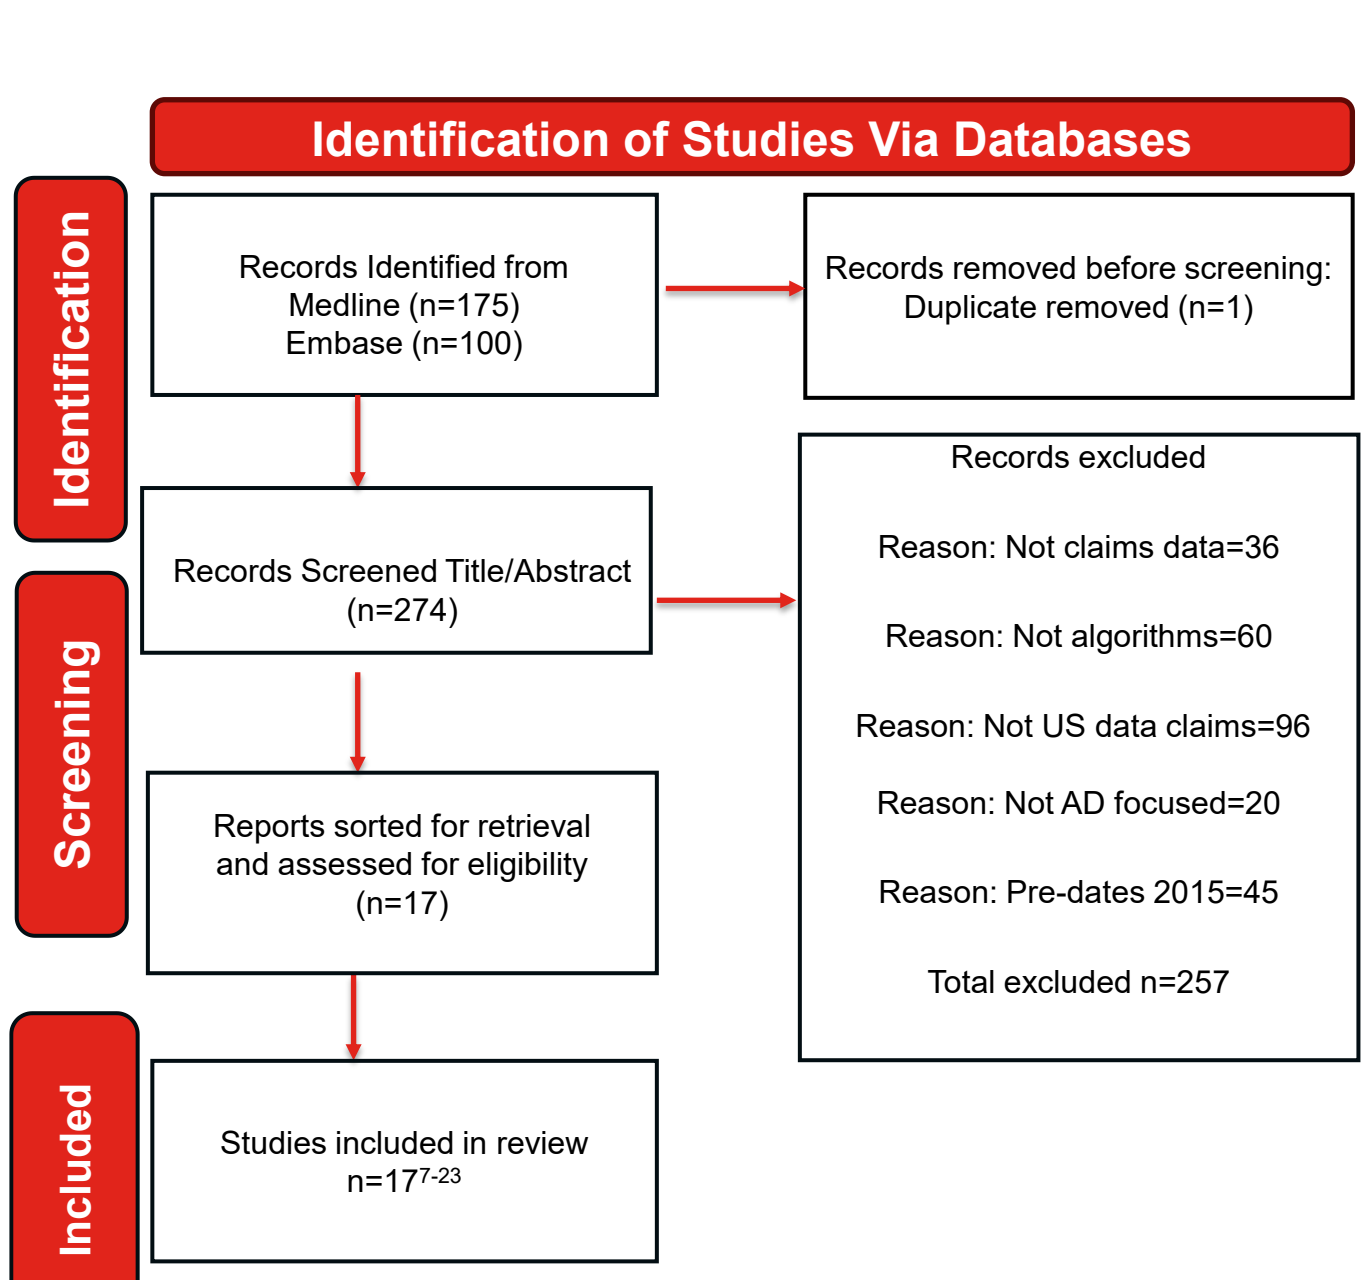 Identification of Studies Via Databases
Identification
Records Identified from
Medline (n=175)
Embase (n=100)
Records removed before screening:
Duplicate removed (n=1)
Screening
Records Screened Title/Abstract
(n=274)
Records excluded
Reason: Not claims data=36
Reason: Not algorithms=60
Reason: Not US data claims=96
Reason: Not AD focused=20
Reason: Pre-dates 2015=45
Total excluded n=257
Reports sorted for retrieval
and assessed for eligibility
(n=17)
Included
Studies included in review
n=17⁷⁻²³